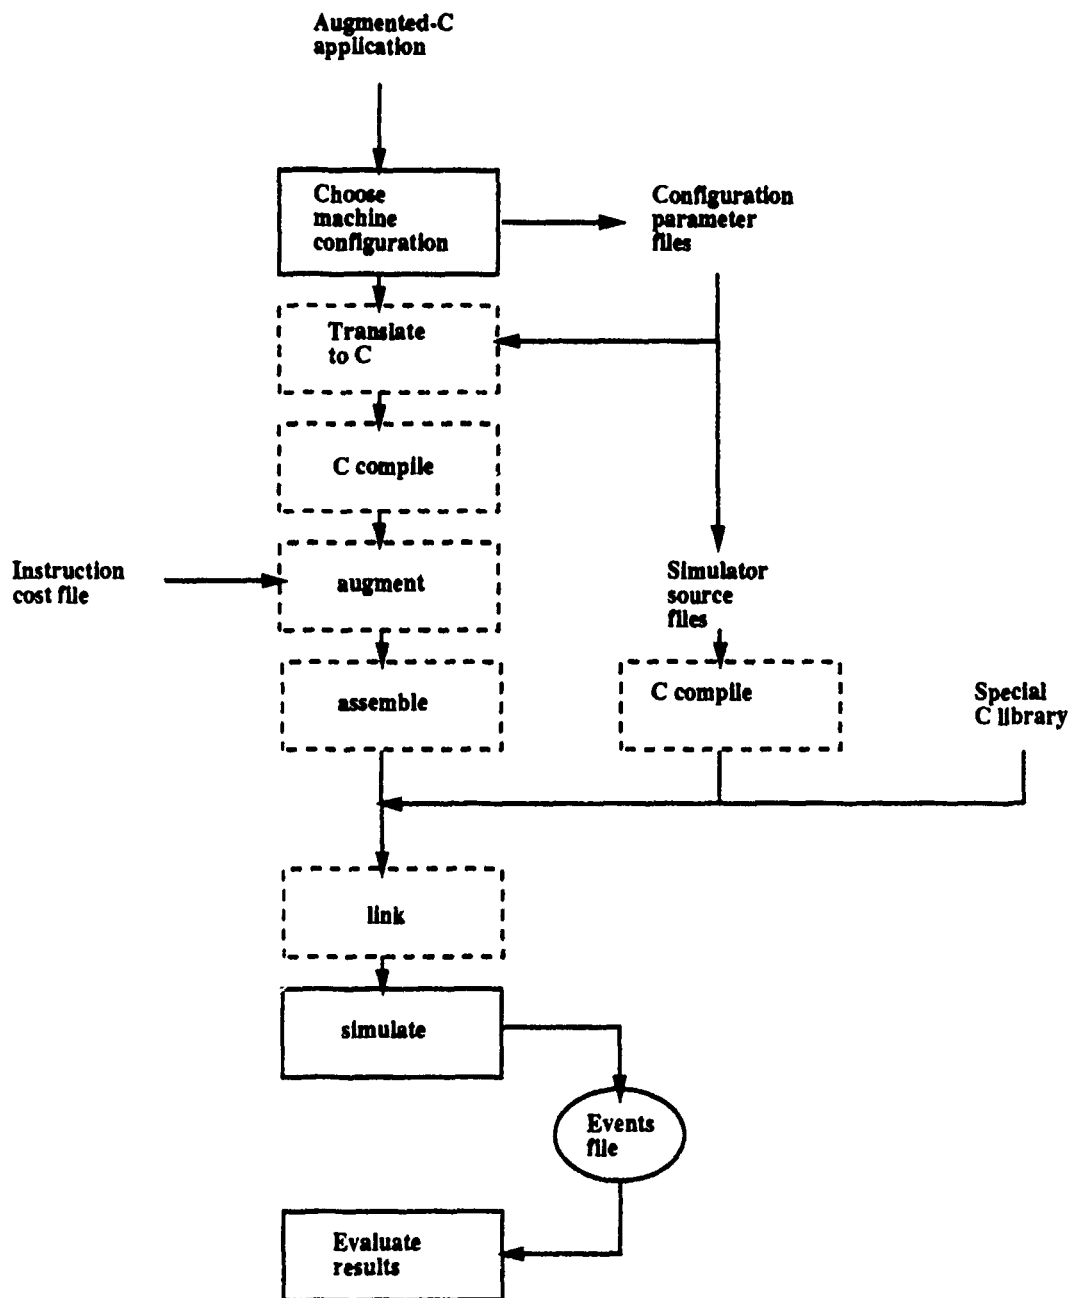 Augmented-C
application
Choose
machine
configuration
Configuration
parameter
files
Translate
to C
C compile
Instruction
cost file
augment
Simulator
source
files
assemble
C compile
Special
C library
link
simulate
Events
file
Evaluate
results